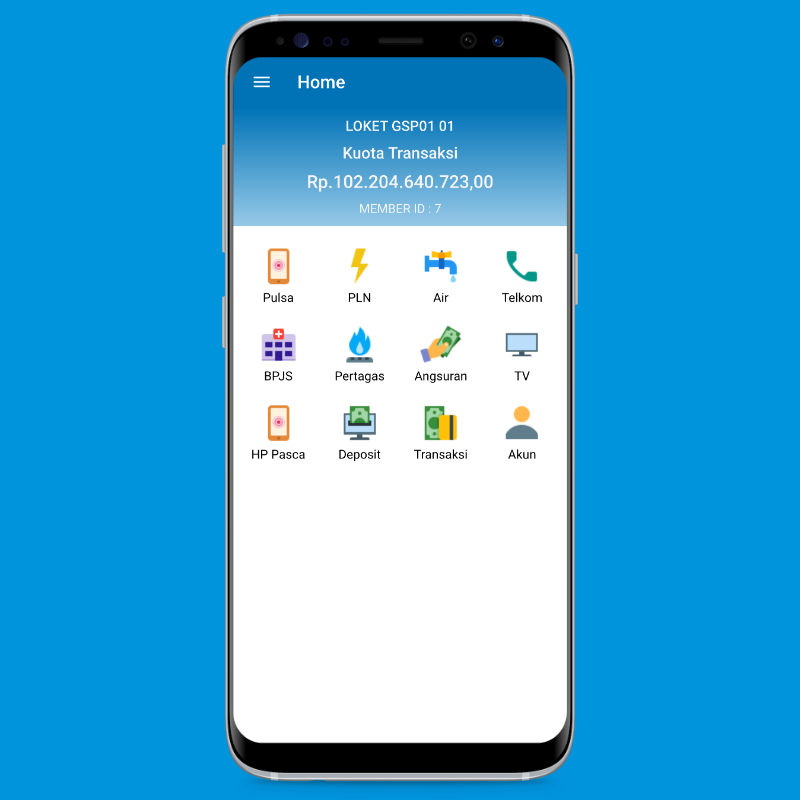 Home
LOKET GSP01 01
Kuota Transaksi
Rp.102.204.640.723,00
MEMBER ID : 7
Pulsa PLN Air Telkom
BPJS Pertagas Angsuran TV
HP Pasca Deposit Transaksi Akun